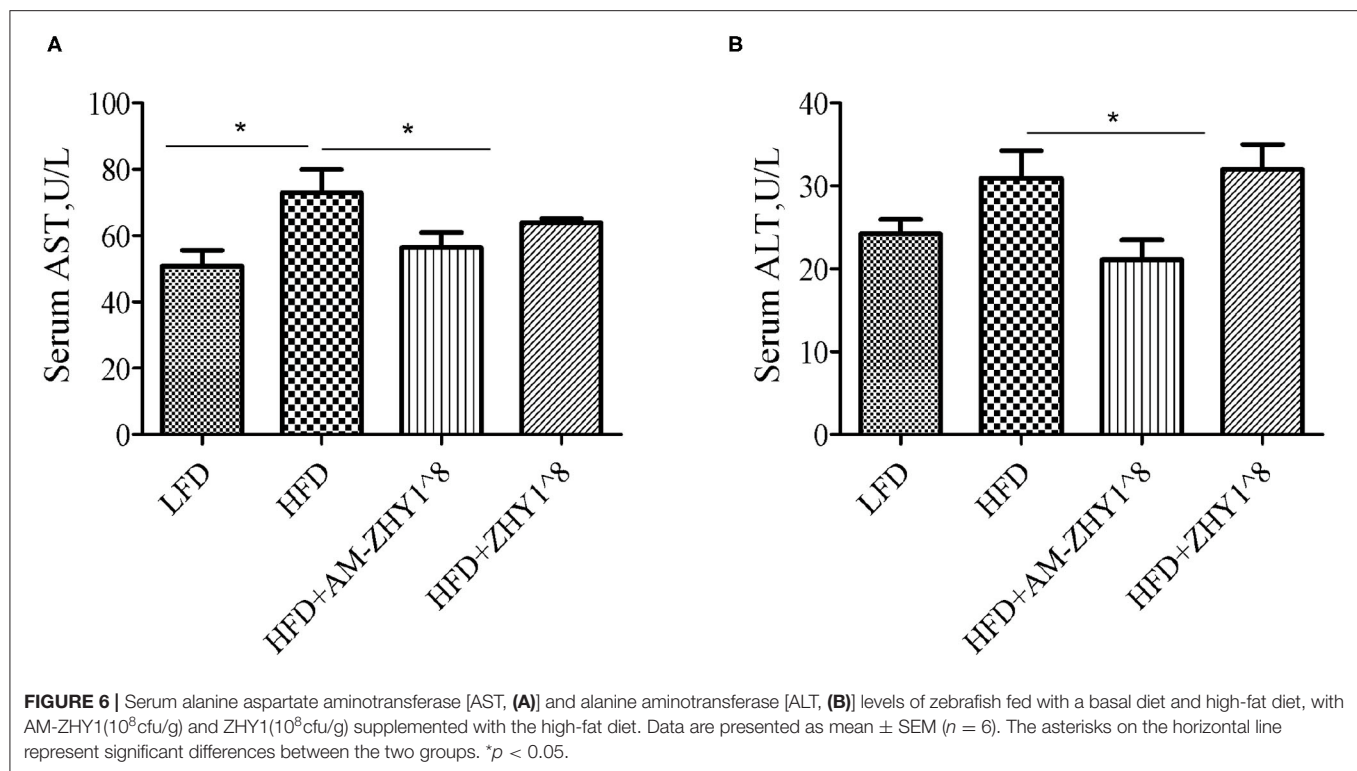 A
B
Serum AST,U/L
100
80
60
40
20
0
*
*
LFD
HFD
HFD+AM-ZHY1^8
HFD+ZHY1^8
Serum ALT,U/L
40
30
20
10
0
*
LFD
HFD
HFD+AM-ZHY1^8
HFD+ZHY1^8
FIGURE 6 | Serum alanine aspartate aminotransferase [AST, (A)] and alanine aminotransferase [ALT, (B)] levels of zebrafish fed with a basal diet and high-fat diet, with
AM-ZHY1(10⁸cfu/g) and ZHY1(10⁸cfu/g) supplemented with the high-fat diet. Data are presented as mean ± SEM (n = 6). The asterisks on the horizontal line
represent significant differences between the two groups. *p < 0.05.